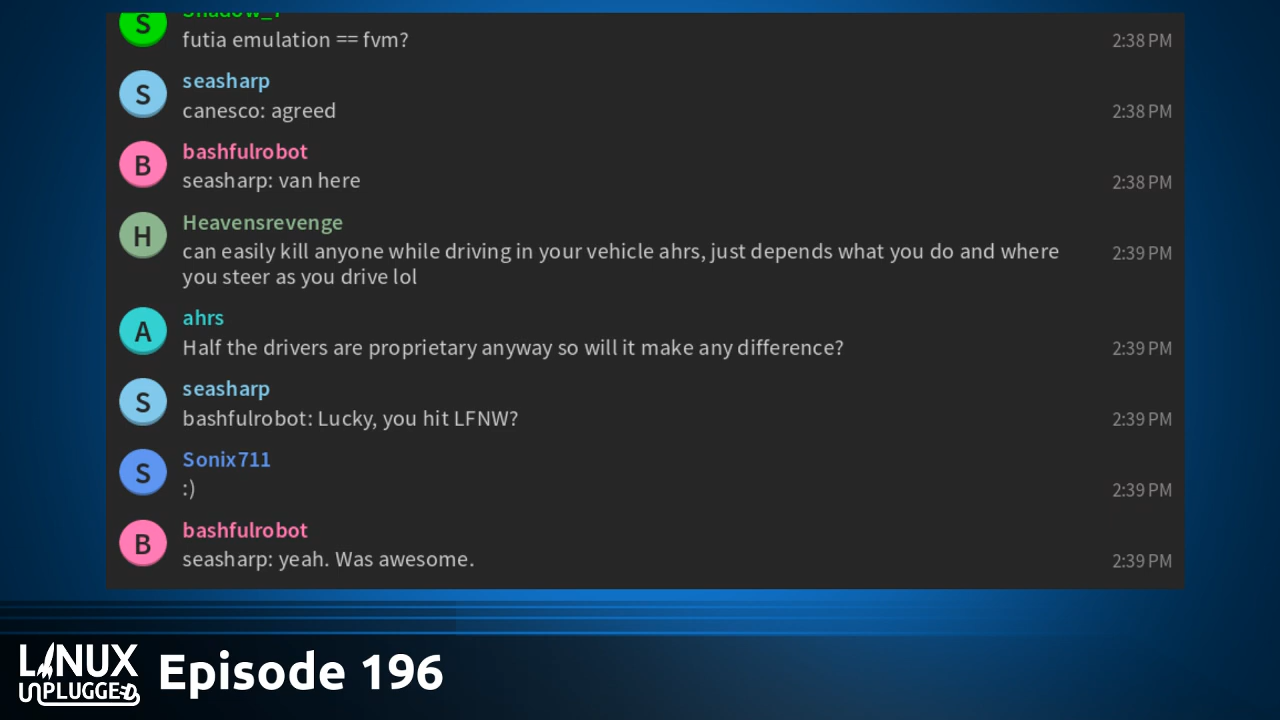 Shadow_7
futia emulation == fvm?
2:38 PM
S
seasharp
canesco: agreed
2:38 PM
S
bashfulrobot
seasharp: van here
2:38 PM
B
Heavensrevenge
can easily kill anyone while driving in your vehicle ahrs, just depends what you do and where
you steer as you drive lol
2:39 PM
H
ahrs
Half the drivers are proprietary anyway so will it make any difference?
2:39 PM
A
seasharp
bashfulrobot: Lucky, you hit LFNW?
2:39 PM
S
Sonix711
:)
2:39 PM
S
bashfulrobot
seasharp: yeah. Was awesome.
2:39 PM
B
LINUX
UNPLUGGED
Episode 196